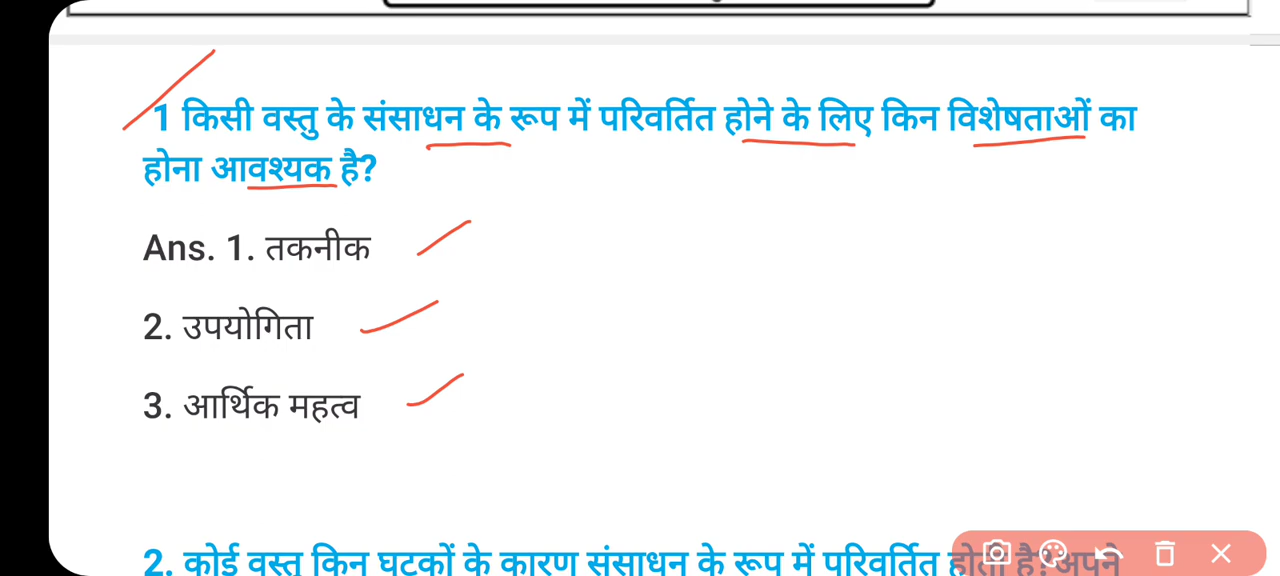 1 किसी वस्तु के संसाधन के रूप में परिवर्तित होने के लिए किन विशेषताओं का
होना आवश्यक है?
Ans. 1. तकनीक
2. उपयोगिता
3. आर्थिक महत्व
2. कोई वस्तु किन घटकों के कारण संसाधन के रूप में परिवर्तित होता है? अपने